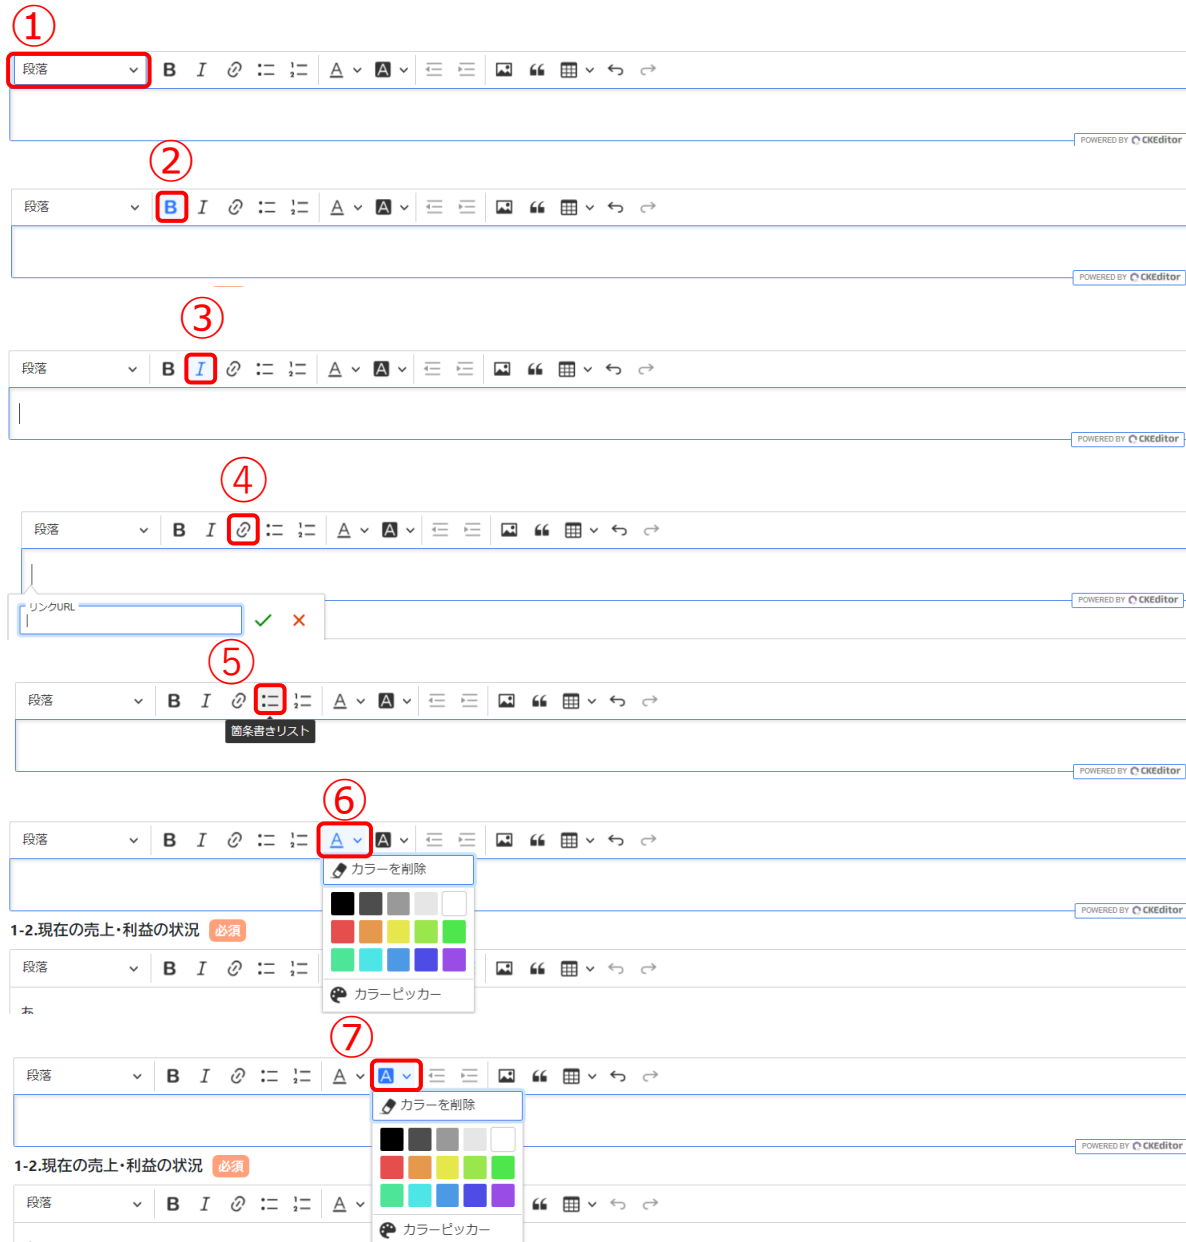 ①
段落 B I A A
POWERED BY CKEditor
②
段落 B I A A
POWERED BY CKEditor
③
段落 B I A A
POWERED BY CKEditor
④
段落 B I A A
POWERED BY CKEditor
リンクURL
⑤
段落 B I A A
箇条書きリスト
POWERED BY CKEditor
⑥
段落 B I A A
カラーを削除
POWERED BY CKEditor
1-2.現在の売上・利益の状況 必須
段落 B I
カラーピッカー
あ
⑦
段落 B I A A
カラーを削除
POWERED BY CKEditor
1-2.現在の売上・利益の状況 必須
段落 B I A
カラーピッカー